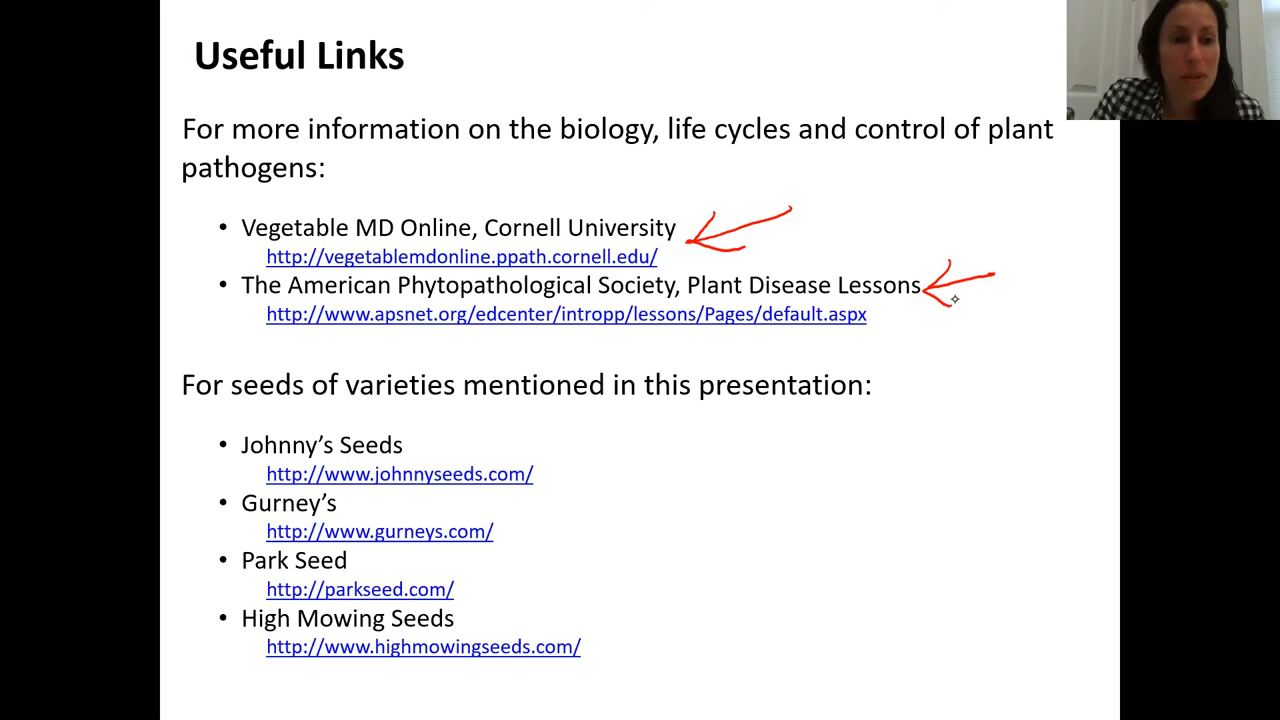 Useful Links
For more information on the biology, life cycles and control of plant
pathogens:
• Vegetable MD Online, Cornell University
http://vegetablemdonline.ppath.cornell.edu/
• The American Phytopathological Society, Plant Disease Lessons
http://www.apsnet.org/edcenter/intropp/lessons/Pages/default.aspx
For seeds of varieties mentioned in this presentation:
• Johnny’s Seeds
http://www.johnnyseeds.com/
• Gurney’s
http://www.gurneys.com/
• Park Seed
http://parkseed.com/
• High Mowing Seeds
http://www.highmowingseeds.com/